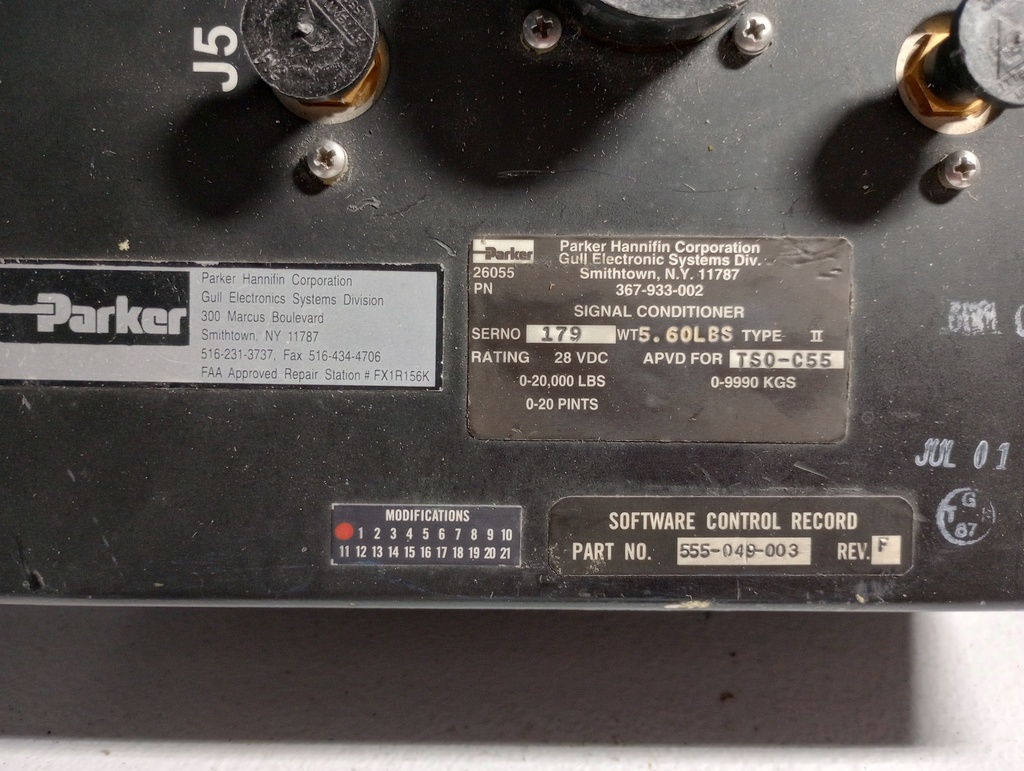 J5
Parker
Parker Hannifin Corporation
Gull Electronics Systems Division
300 Marcus Boulevard
Smithtown, NY 11787
516-231-3737, Fax 516-434-4706
FAA Approved Repair Station # FX1R156K
Parker
Parker Hannifin Corporation
Gull Electronic Systems Div.
26055
Smithtown, N.Y. 11787
PN
367-933-002
SIGNAL CONDITIONER
SERNO 179 WT 5.60LBS TYPE II
RATING 28 VDC APVD FOR TSO-C55
0-20,000 LBS 0-9990 KGS
0-20 PINTS
JUL 01
G
87
MODIFICATIONS
1 2 3 4 5 6 7 8 9 10
11 12 13 14 15 16 17 18 19 20 21
SOFTWARE CONTROL RECORD
PART NO. 555-049-003 REV. F